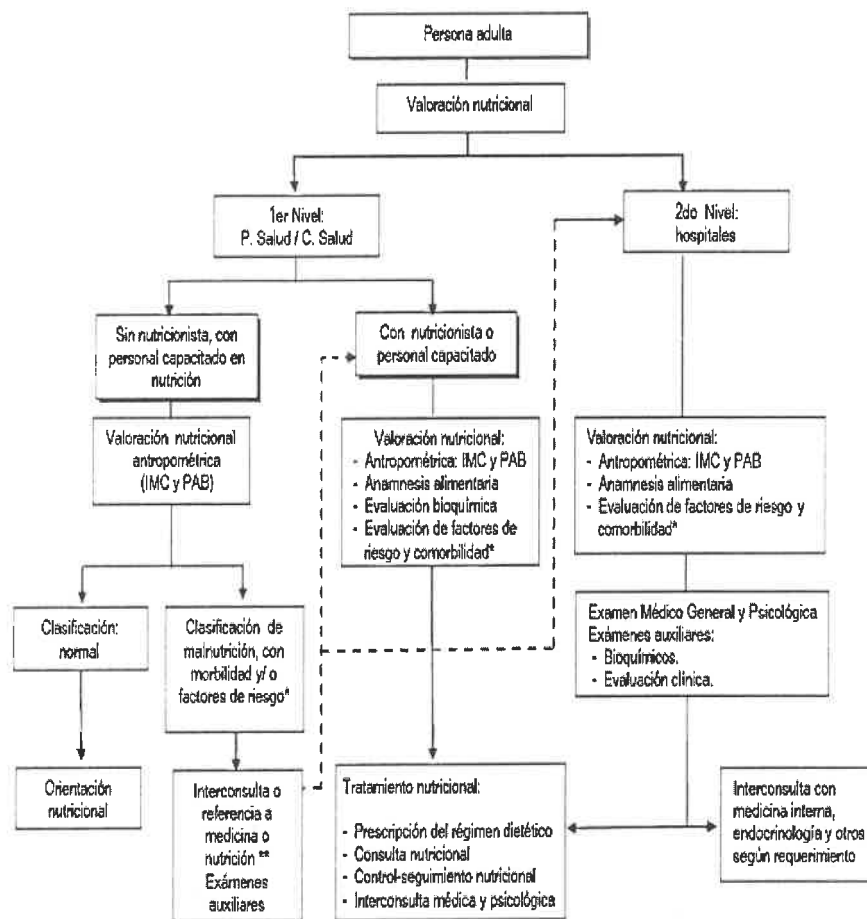 Persona adulta
Valoración nutricional
1er Nivel:
P. Salud / C. Salud
2do Nivel:
hospitales
Sin nutricionista, con
personal capacitado en
nutrición
Con nutricionista o
personal capacitado
Valoración nutricional
antropométrica
(IMC y PAB)
Valoración nutricional:
- Antropométrica: IMC y PAB
- Anamnesis alimentaria
- Evaluación bioquímica
- Evaluación de factores de
riesgo y comorbilidad*
Valoración nutricional:
- Antropométrica: IMC y PAB
- Anamnesis alimentaria
- Evaluación de factores de riesgo y
comorbilidad*
Clasificación:
normal
Clasificación de
malnutrición, con
morbilidad y/ o
factores de riesgo*
Examen Médico General y Psicológica
Exámenes auxiliares:
- Bioquímicos.
- Evaluación clínica.
Orientación
nutricional
Interconsulta o
referencia a
medicina o
nutrición **
Exámenes
auxiliares
Tratamiento nutricional:
- Prescripción del régimen dietético
- Consulta nutricional
- Control-seguimiento nutricional
- Interconsulta médica y psicológica
Interconsulta con
medicina interna,
endocrinología y otros
según requerimiento